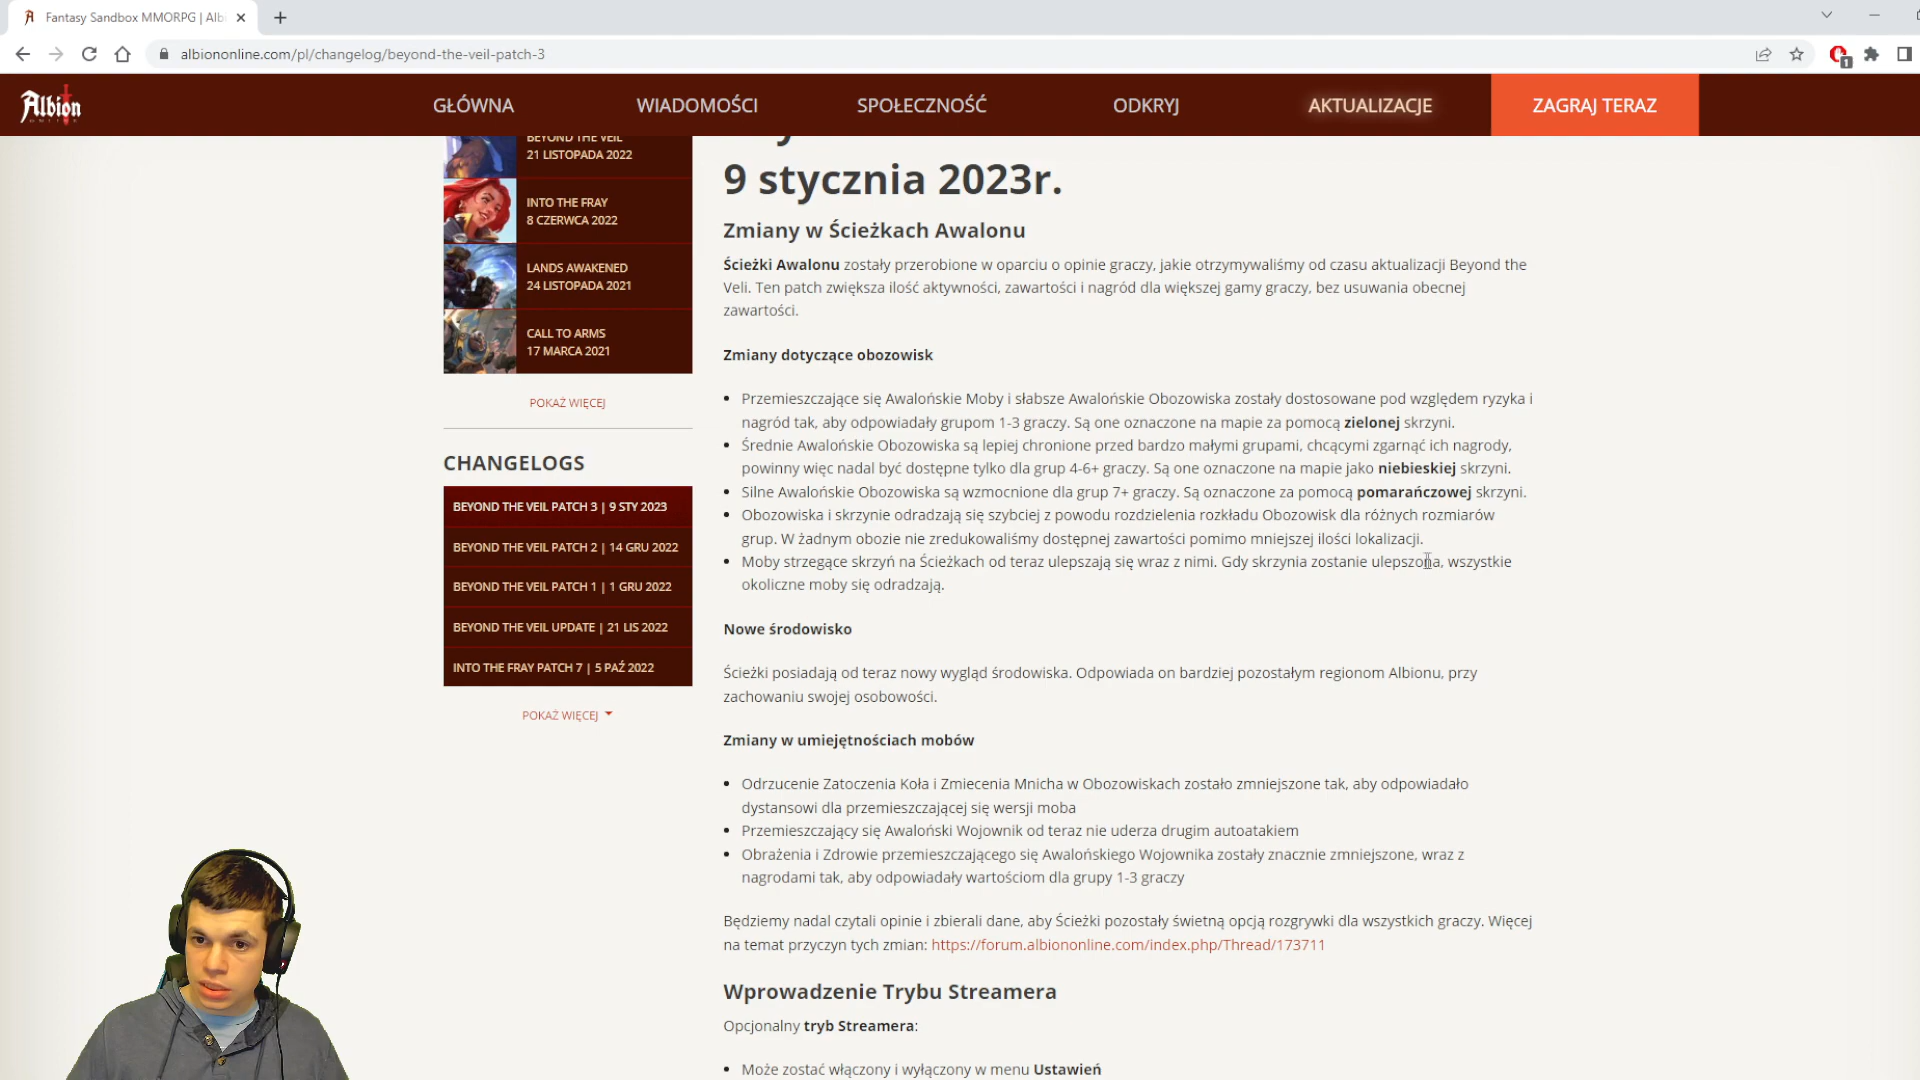 Fantasy Sandbox MMORPG | Alb
albiononline.com/pl/changelog/beyond-the-veil-patch-3
1
Albion
ONLINE
GŁÓWNA
WIADOMOŚCI
SPOŁECZNOŚĆ
ODKRYJ
AKTUALIZACJE
ZAGRAJ TERAZ
BEYOND THE VEIL
21 LISTOPADA 2022
INTO THE FRAY
8 CZERWCA 2022
LANDS AWAKENED
24 LISTOPADA 2021
CALL TO ARMS
17 MARCA 2021
POKAŻ WIĘCEJ
CHANGELOGS
BEYOND THE VEIL PATCH 3 | 9 STY 2023
BEYOND THE VEIL PATCH 2 | 14 GRU 2022
BEYOND THE VEIL PATCH 1 | 1 GRU 2022
BEYOND THE VEIL UPDATE | 21 LIS 2022
INTO THE FRAY PATCH 7 | 5 PAŹ 2022
POKAŻ WIĘCEJ
9 stycznia 2023r.
Zmiany w Ścieżkach Awalonu
Ścieżki Awalonu zostały przerobione w oparciu o opinie graczy, jakie otrzymywaliśmy od czasu aktualizacji Beyond the
Veli. Ten patch zwiększa ilość aktywności, zawartości i nagród dla większej gamy graczy, bez usuwania obecnej
zawartości.
Zmiany dotyczące obozowisk
Przemieszczające się Awalońskie Moby i słabsze Awalońskie Obozowiska zostały dostosowane pod względem ryzyka i
nagród tak, aby odpowiadały grupom 1-3 graczy. Są one oznaczone na mapie za pomocą zielonej skrzyni.
Średnie Awalońskie Obozowiska są lepiej chronione przed bardzo małymi grupami, chcącymi zgarnąć ich nagrody,
powinny więc nadal być dostępne tylko dla grup 4-6+ graczy. Są one oznaczone na mapie jako niebieskiej skrzyni.
Silne Awalońskie Obozowiska są wzmocnione dla grup 7+ graczy. Są oznaczone za pomocą pomarańczowej skrzyni.
Obozowiska i skrzynie odradzają się szybciej z powodu rozdzielenia rozkładu Obozowisk dla różnych rozmiarów
grup. W żadnym obozie nie zredukowaliśmy dostępnej zawartości pomimo mniejszej ilości lokalizacji.
Moby strzegące skrzyń na Ścieżkach od teraz ulepszają się wraz z nimi. Gdy skrzynia zostanie ulepszona, wszystkie
okoliczne moby się odradzają.
Nowe środowisko
Ścieżki posiadają od teraz nowy wygląd środowiska. Odpowiada on bardziej pozostałym regionom Albionu, przy
zachowaniu swojej osobowości.
Zmiany w umiejętnościach mobów
Odrzucenie Zatoczenia Koła i Zmiecenia Mnicha w Obozowiskach zostało zmniejszone tak, aby odpowiadało
dystansowi dla przemieszczającej się wersji moba
Przemieszczający się Awaloński Wojownik od teraz nie uderza drugim autoatakiem
Obrażenia i Zdrowie przemieszczającego się Awalońskiego Wojownika zostały znacznie zmniejszone, wraz z
nagrodami tak, aby odpowiadały wartościom dla grupy 1-3 graczy
Będziemy nadal czytali opinie i zbierali dane, aby Ścieżki pozostały świetną opcją rozgrywki dla wszystkich graczy. Więcej
na temat przyczyn tych zmian: https://forum.albiononline.com/index.php/Thread/173711
Wprowadzenie Trybu Streamera
Opcjonalny tryb Streamera:
Może zostać włączony i wyłączony w menu Ustawień